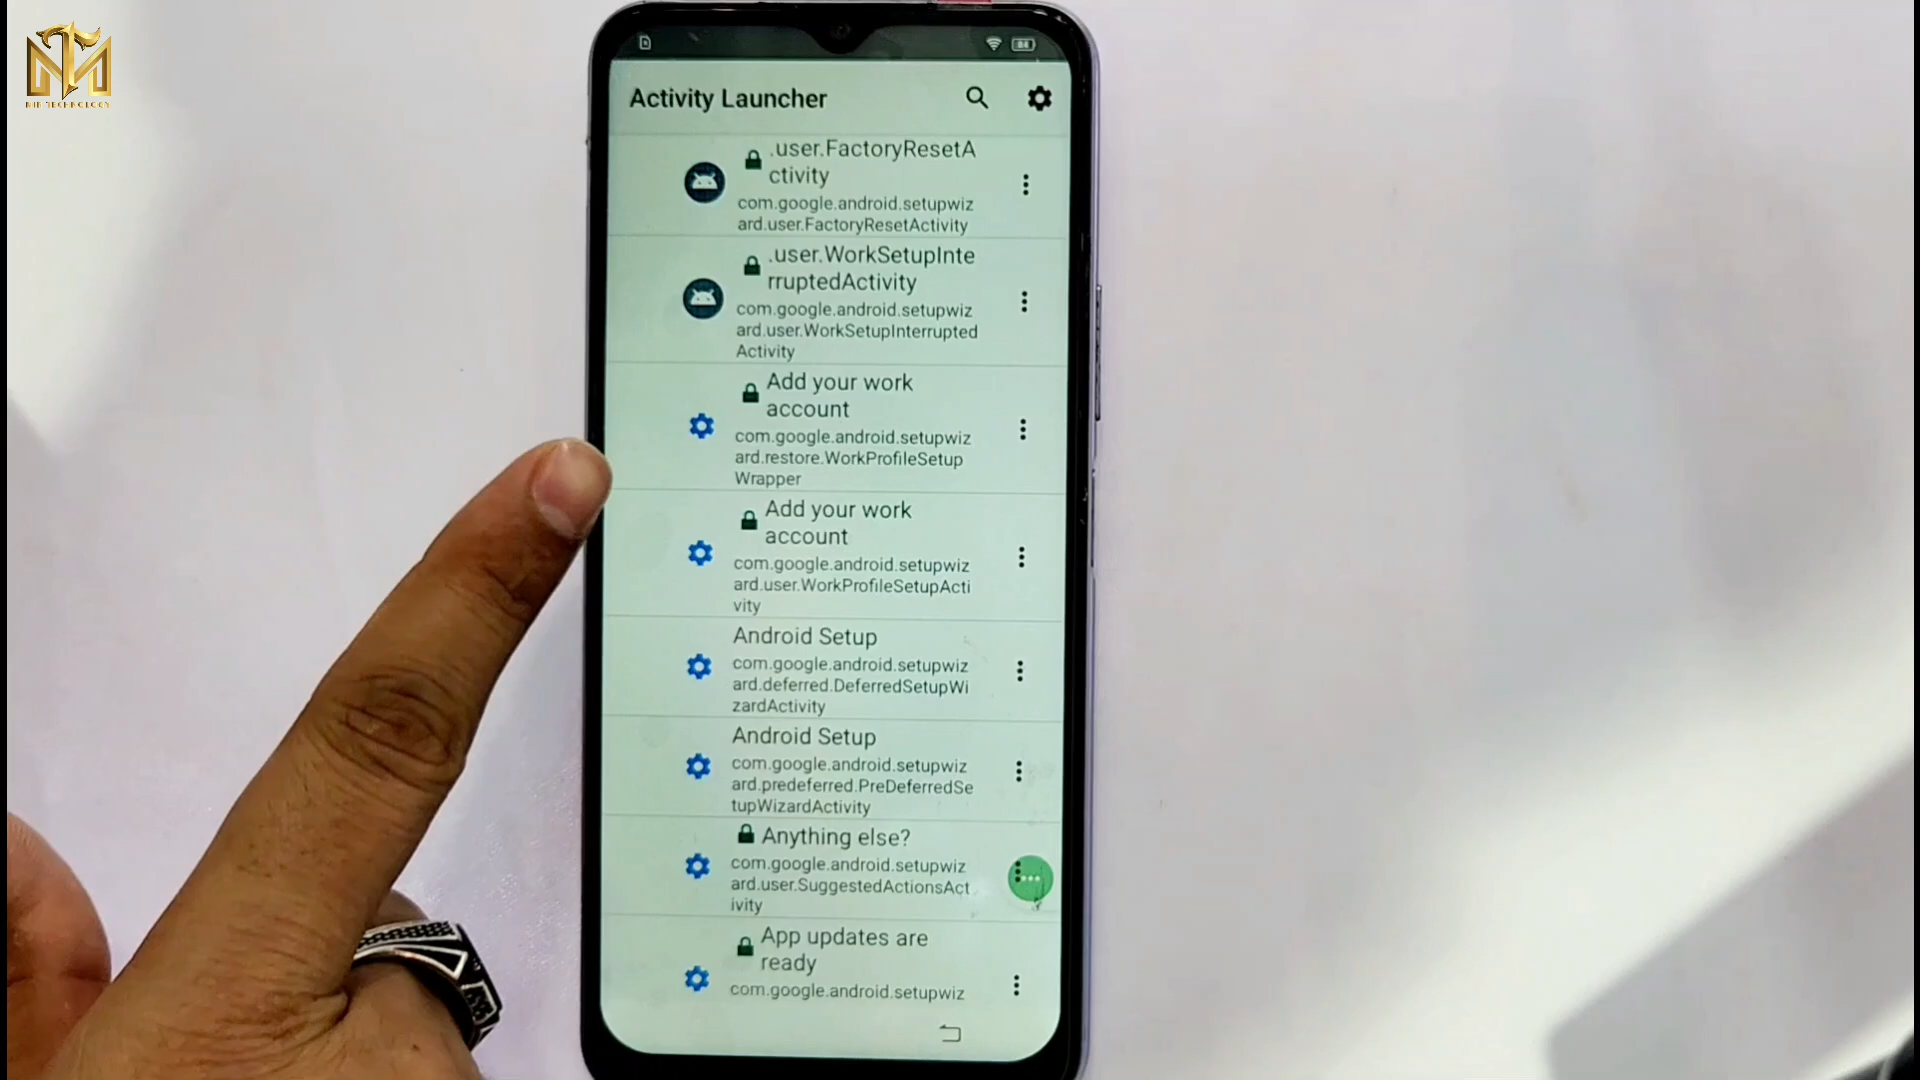 MIR TECHNOLOGY
84
Activity Launcher
.user.FactoryResetA
ctivity
com.google.android.setupwiz
ard.user.FactoryResetActivity
.user.WorkSetupInte
rruptedActivity
com.google.android.setupwiz
ard.user.WorkSetupInterrupted
Activity
Add your work
account
com.google.android.setupwiz
ard.restore.WorkProfileSetup
Wrapper
Add your work
account
com.google.android.setupwiz
ard.user.WorkProfileSetupActi
vity
Android Setup
com.google.android.setupwiz
ard.deferred.DeferredSetupWi
zardActivity
Android Setup
com.google.android.setupwiz
ard.predeferred.PreDeferredSe
tupWizardActivity
Anything else?
com.google.android.setupwiz
ard.user.SuggestedActionsAct
ivity
App updates are
ready
com.google.android.setupwiz